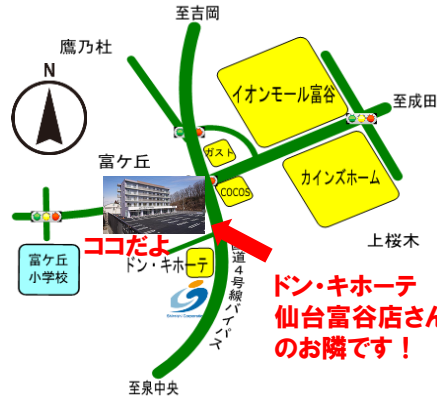 至吉岡
鷹乃杜
N
イオンモール富谷
至成田
ガスト
富ケ丘
COCOS
カインズホーム
ココだよ
上桜木
富ケ丘
小学校
ドン・キホーテ
国道4号線バイパス
ドン・キホーテ
仙台富谷店さん
のお隣です！
至泉中央